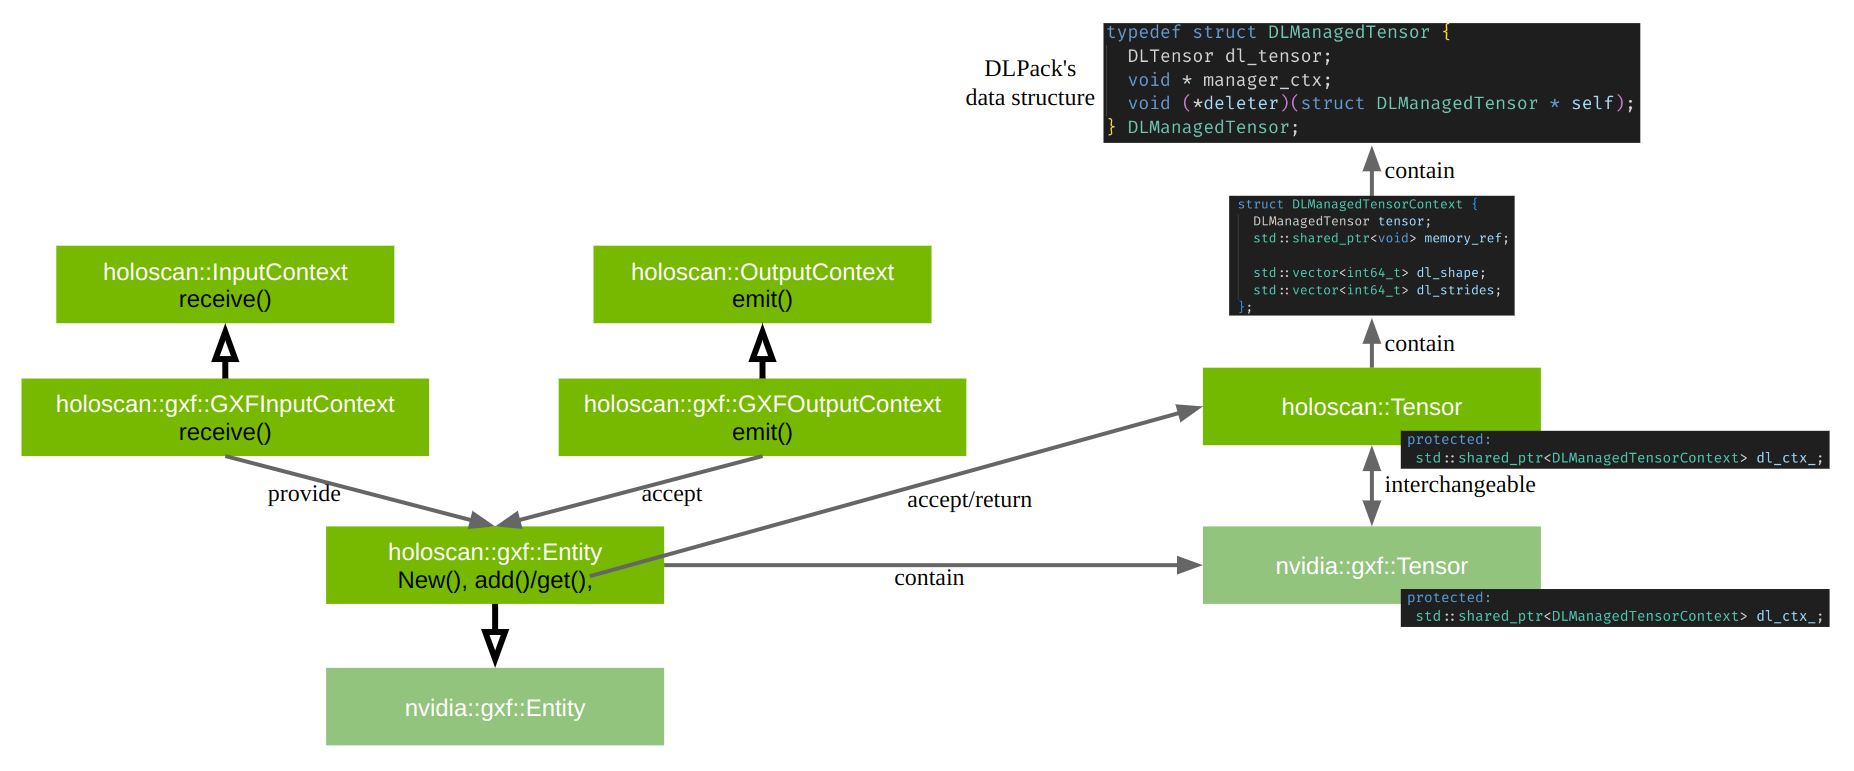 DLPack's
data structure
typedef struct DLManagedTensor {
  DLTensor dl_tensor;
  void * manager_ctx;
  void (*deleter)(struct DLManagedTensor * self);
} DLManagedTensor;
contain
struct DLManagedTensorContext {
  DLManagedTensor tensor;
  std::shared_ptr<void> memory_ref;
  std::vector<int64_t> dl_shape;
  std::vector<int64_t> dl_strides;
};
contain
holoscan::InputContext
receive()
holoscan::OutputContext
emit()
holoscan::gxf::GXFInputContext
receive()
holoscan::gxf::GXFOutputContext
emit()
holoscan::Tensor
protected:
 std::shared_ptr<DLManagedTensorContext> dl_ctx_;
provide
accept
accept/return
interchangeable
holoscan::gxf::Entity
New(), add()/get(),
contain
nvidia::gxf::Tensor
protected:
 std::shared_ptr<DLManagedTensorContext> dl_ctx_;
nvidia::gxf::Entity